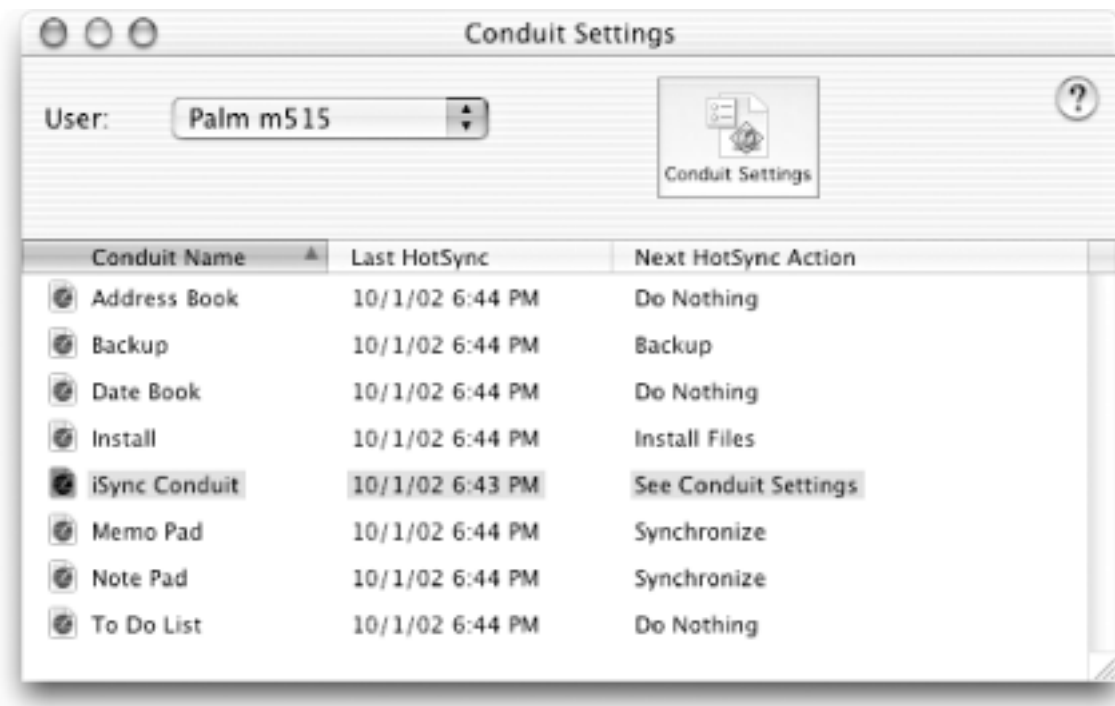 Conduit Settings
User: Palm m515
?
Conduit Settings
Conduit Name Last HotSync Next HotSync Action
Address Book 10/1/02 6:44 PM Do Nothing
Backup 10/1/02 6:44 PM Backup
Date Book 10/1/02 6:44 PM Do Nothing
Install 10/1/02 6:44 PM Install Files
iSync Conduit 10/1/02 6:43 PM See Conduit Settings
Memo Pad 10/1/02 6:44 PM Synchronize
Note Pad 10/1/02 6:44 PM Synchronize
To Do List 10/1/02 6:44 PM Do Nothing